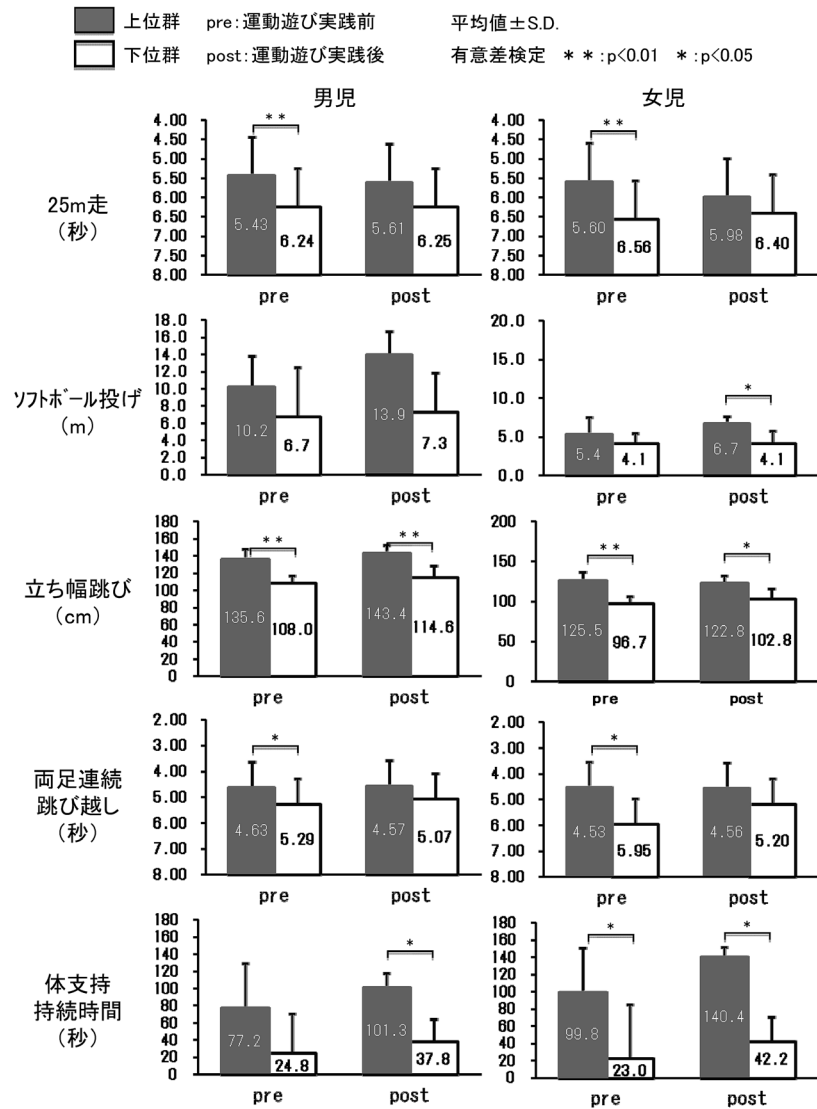 上位群 pre:運動遊び実践前 平均値±S.D.
下位群 post:運動遊び実践後 有意差検定 **:p<0.01 *:p<0.05
男児 女児
25m走
(秒)
4.00
4.50
5.00
5.50
6.00
6.50
7.00
7.50
8.00
**
5.43 6.24 5.61 6.25
pre post
4.00
4.50
5.00
5.50
6.00
6.50
7.00
7.50
8.00
**
5.60 6.56 5.98 6.40
pre post
ソフトボール投げ
(m)
18.0
16.0
14.0
12.0
10.0
8.0
6.0
4.0
2.0
0.0
10.2 6.7 13.9 7.3
pre post
20.0
15.0
10.0
5.0
0.0
*
5.4 4.1 6.7 4.1
pre post
立ち幅跳び
(cm)
180
160
140
120
100
80
60
40
20
0
** **
135.6 108.0 143.4 114.6
pre post
200
150
100
50
0
** *
125.5 96.7 122.8 102.8
pre post
両足連続
跳び越し
(秒)
2.00
3.00
4.00
5.00
6.00
7.00
8.00
*
4.63 5.29 4.57 5.07
pre post
2.00
3.00
4.00
5.00
6.00
7.00
8.00
*
4.53 5.95 4.56 5.20
pre post
体支持
持続時間
(秒)
180
160
140
120
100
80
60
40
20
0
*
77.2 24.8 101.3 37.8
pre post
180
160
140
120
100
80
60
40
20
0
* *
99.8 23.0 140.4 42.2
pre post